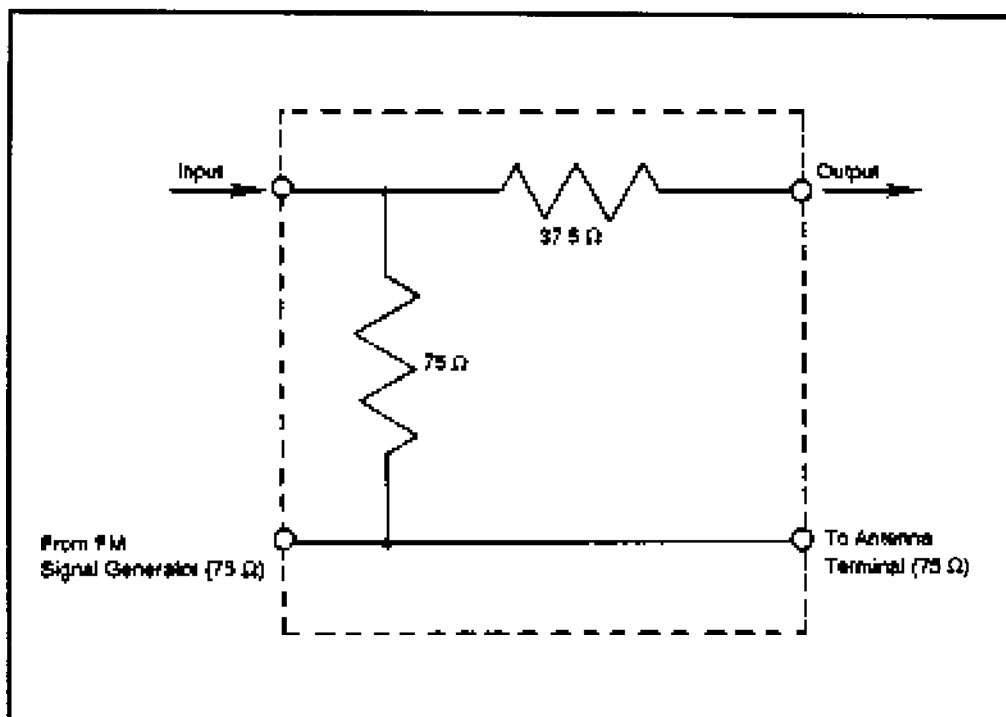 Input
Output
37.5 Ω
75 Ω
From FM
Signal Generator (75 Ω)
To Antenna
Terminal (75 Ω)